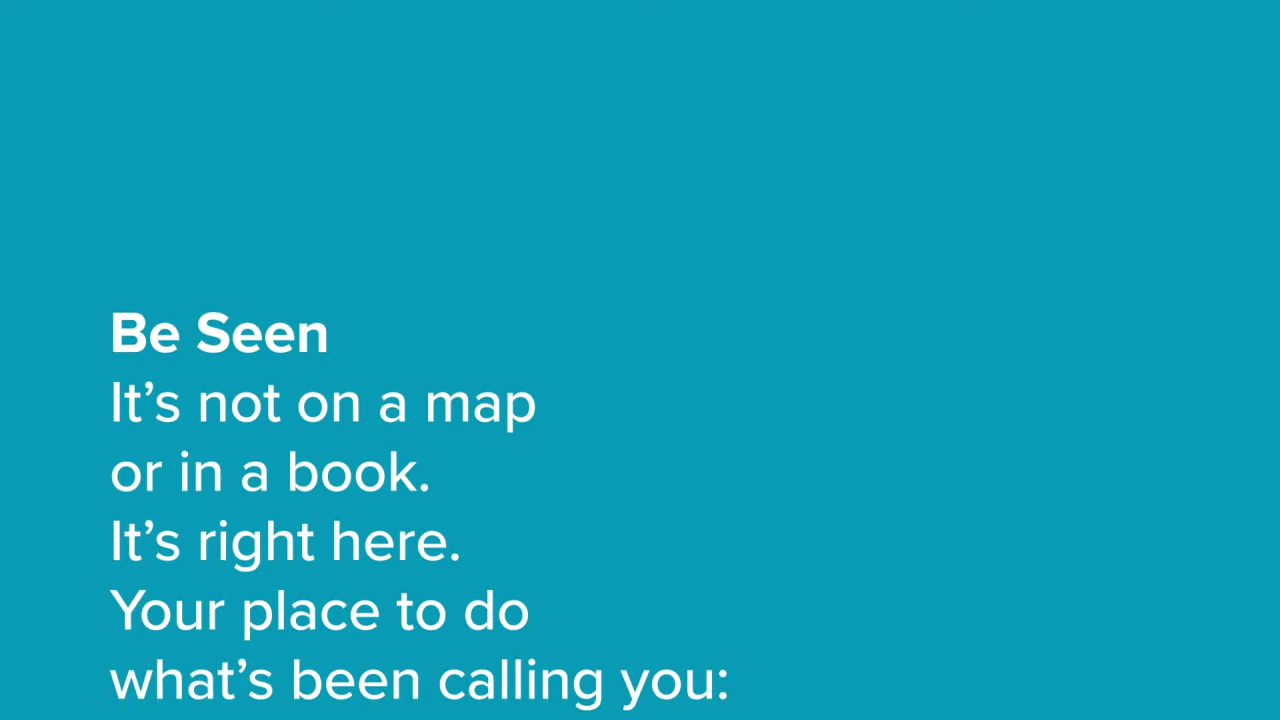 Be Seen
It’s not on a map
or in a book.
It’s right here.
Your place to do
what’s been calling you: